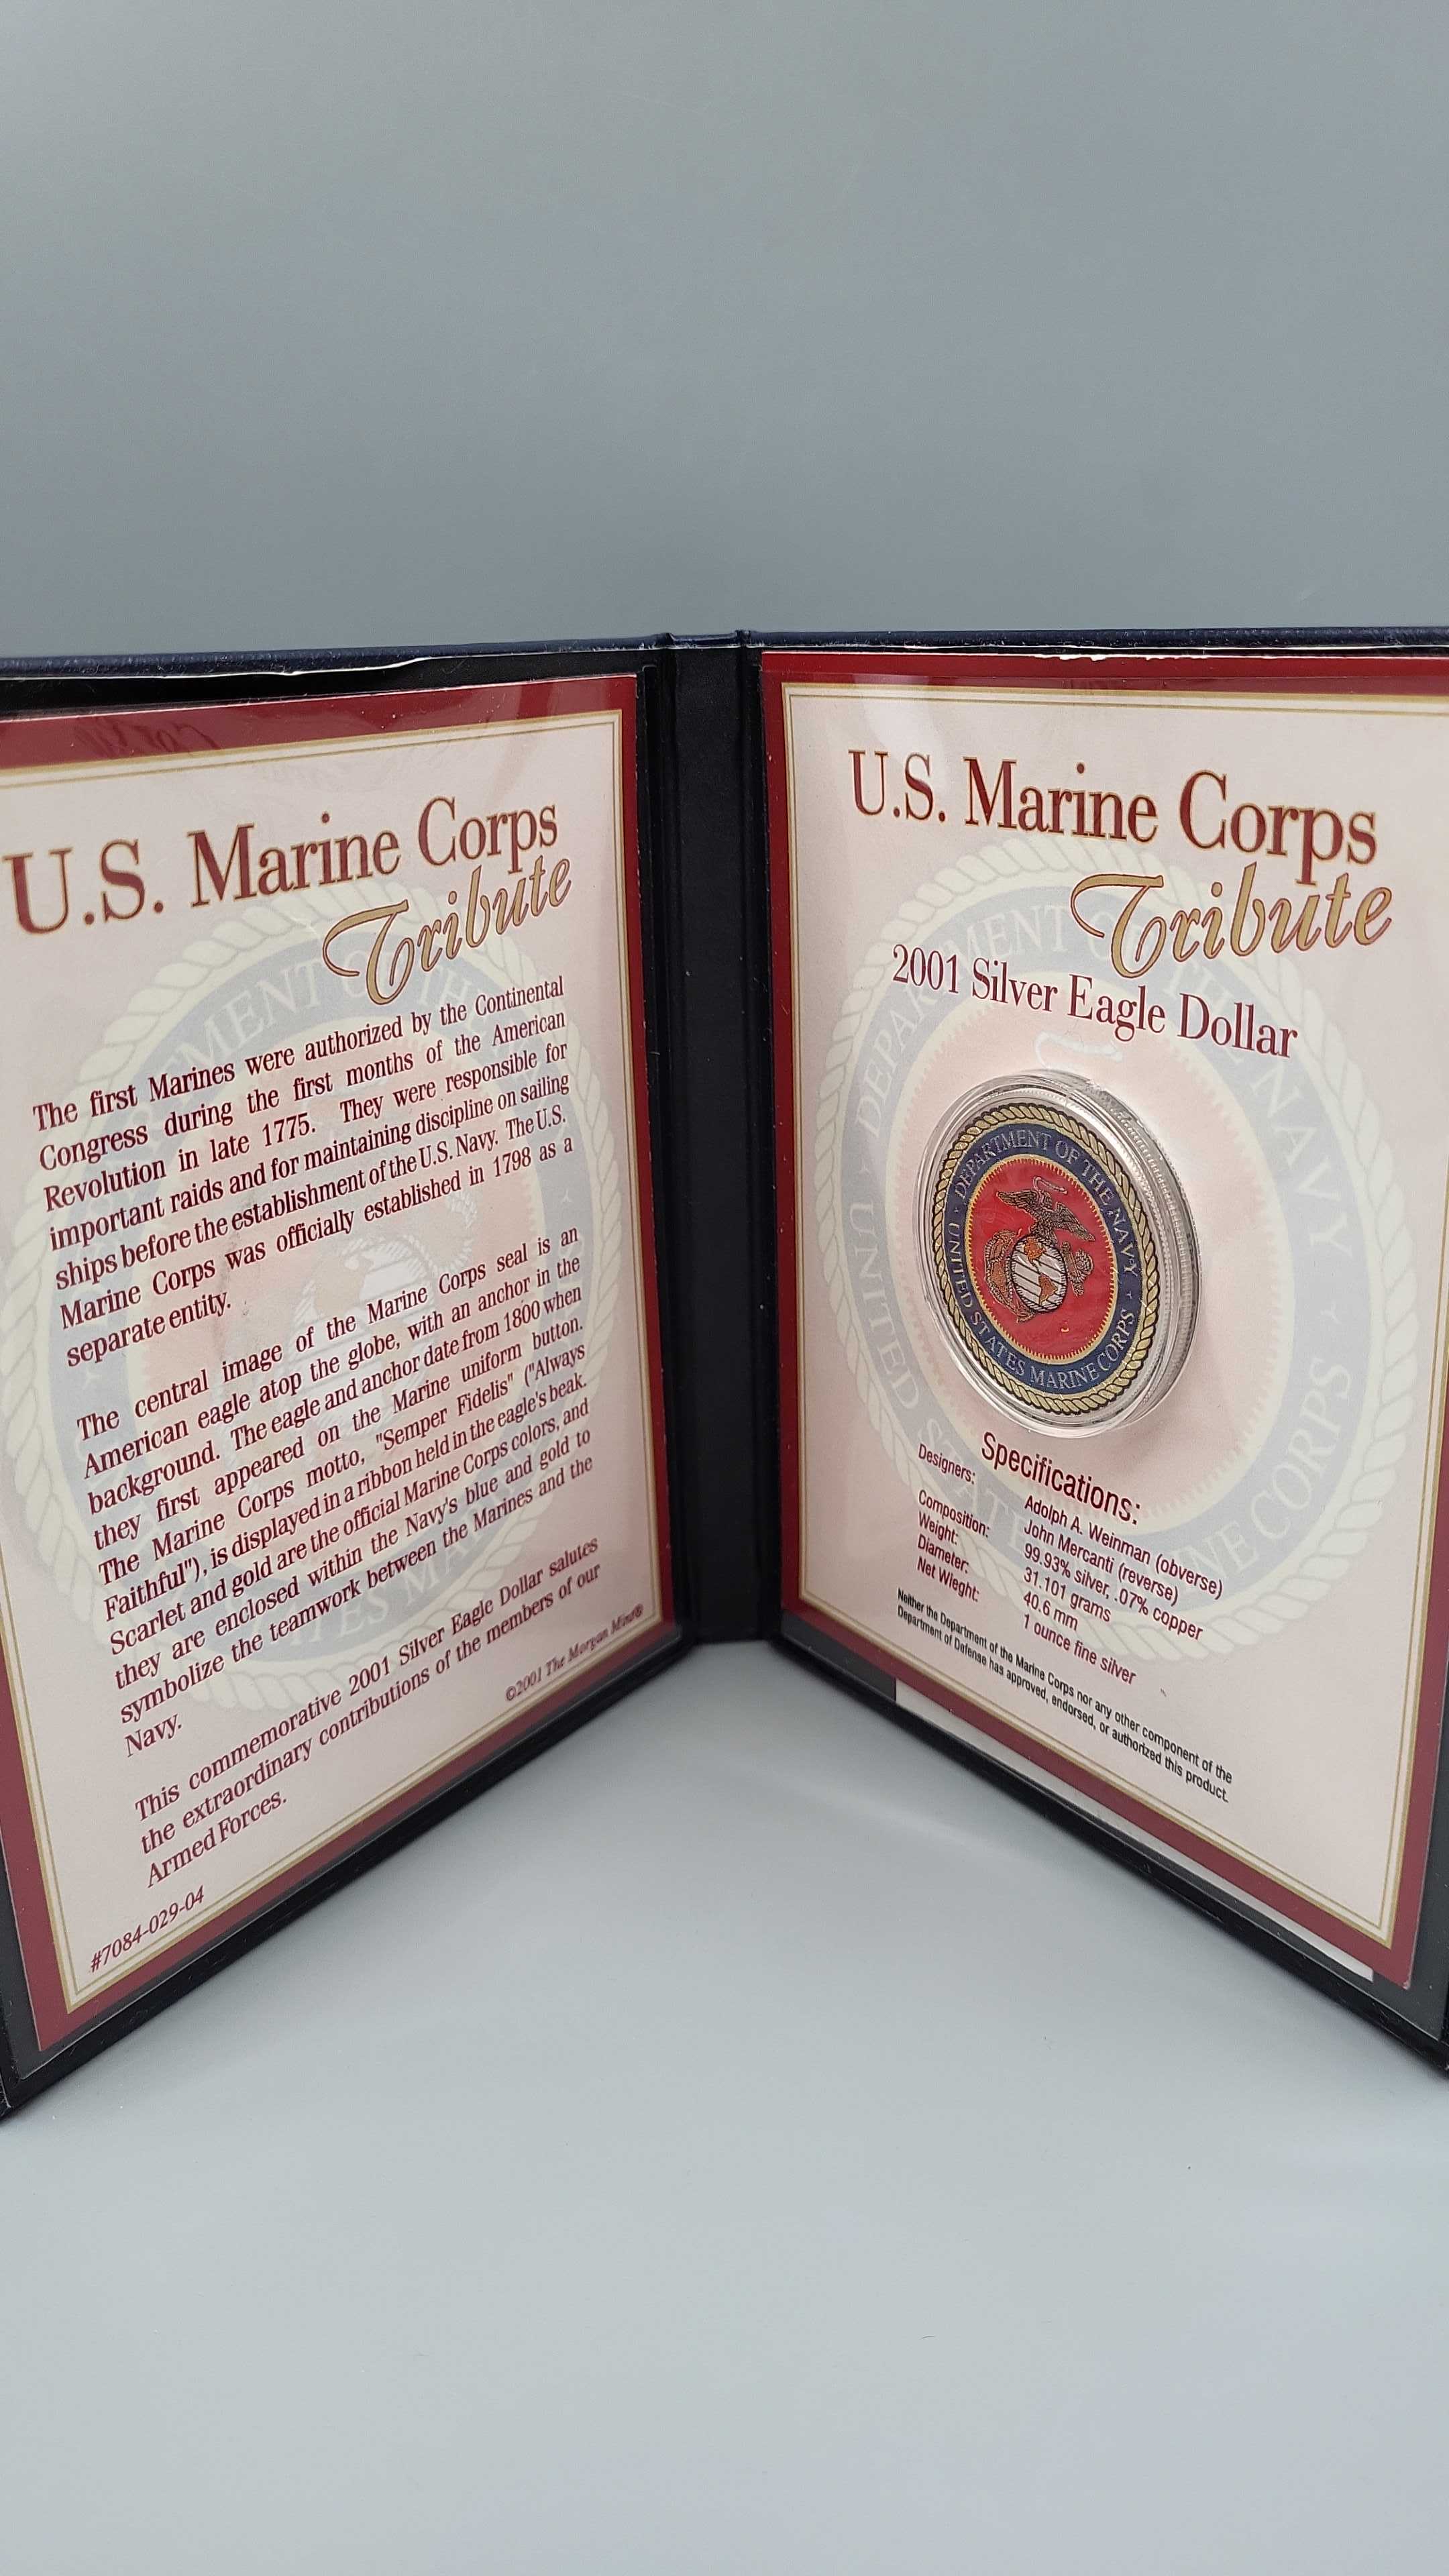 U.S. Marine Corps
Tribute
The first Marines were authorized by the Continental
Congress during the first months of the American
Revolution in late 1775. They were responsible for
important raids and for maintaining discipline on sailing
ships before the establishment of the U.S. Navy. The U.S.
Marine Corps was officially established in 1798 as a
separate entity.
The central image of the Marine Corps seal is an
American eagle atop the globe, with an anchor in the
background. The eagle and anchor date from 1800 when
they first appeared on the Marine uniform button.
The Marine Corps motto, "Semper Fidelis" ("Always
Faithful"), is displayed in a ribbon held in the eagle's beak.
Scarlet and gold are the official Marine Corps colors, and
they are enclosed within the Navy's blue and gold to
symbolize the teamwork between the Marines and the
Navy.
This commemorative 2001 Silver Eagle Dollar salutes
the extraordinary contributions of the members of our
Armed Forces.
#7084-029-04
©2001 The Morgan Mint®
U.S. Marine Corps
Tribute
2001 Silver Eagle Dollar
DEPARTMENT OF THE NAVY
UNITED STATES MARINE CORPS
Specifications:
Designers: Adolph A. Weinman (obverse)
John Mercanti (reverse)
Composition: 99.93% silver, .07% copper
Weight: 31.101 grams
Diameter: 40.6 mm
Net Wieght: 1 ounce fine silver
Neither the Department of the Marine Corps nor any other component of the
Department of Defense has approved, endorsed, or authorized this product.